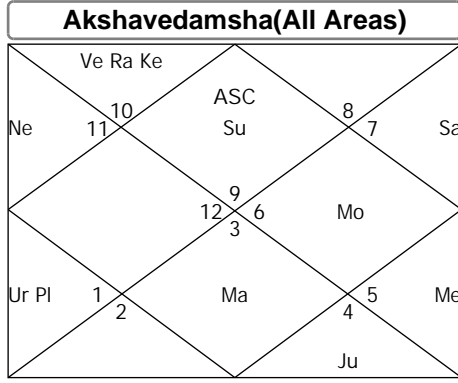 Akshavedamsha(All Areas)
Ve Ra Ke
ASC
10
8
Ne
11
Su
7
Sa
9
12
6
Mo
3
Ur Pl
1
Ma
5
Me
2
4
Ju